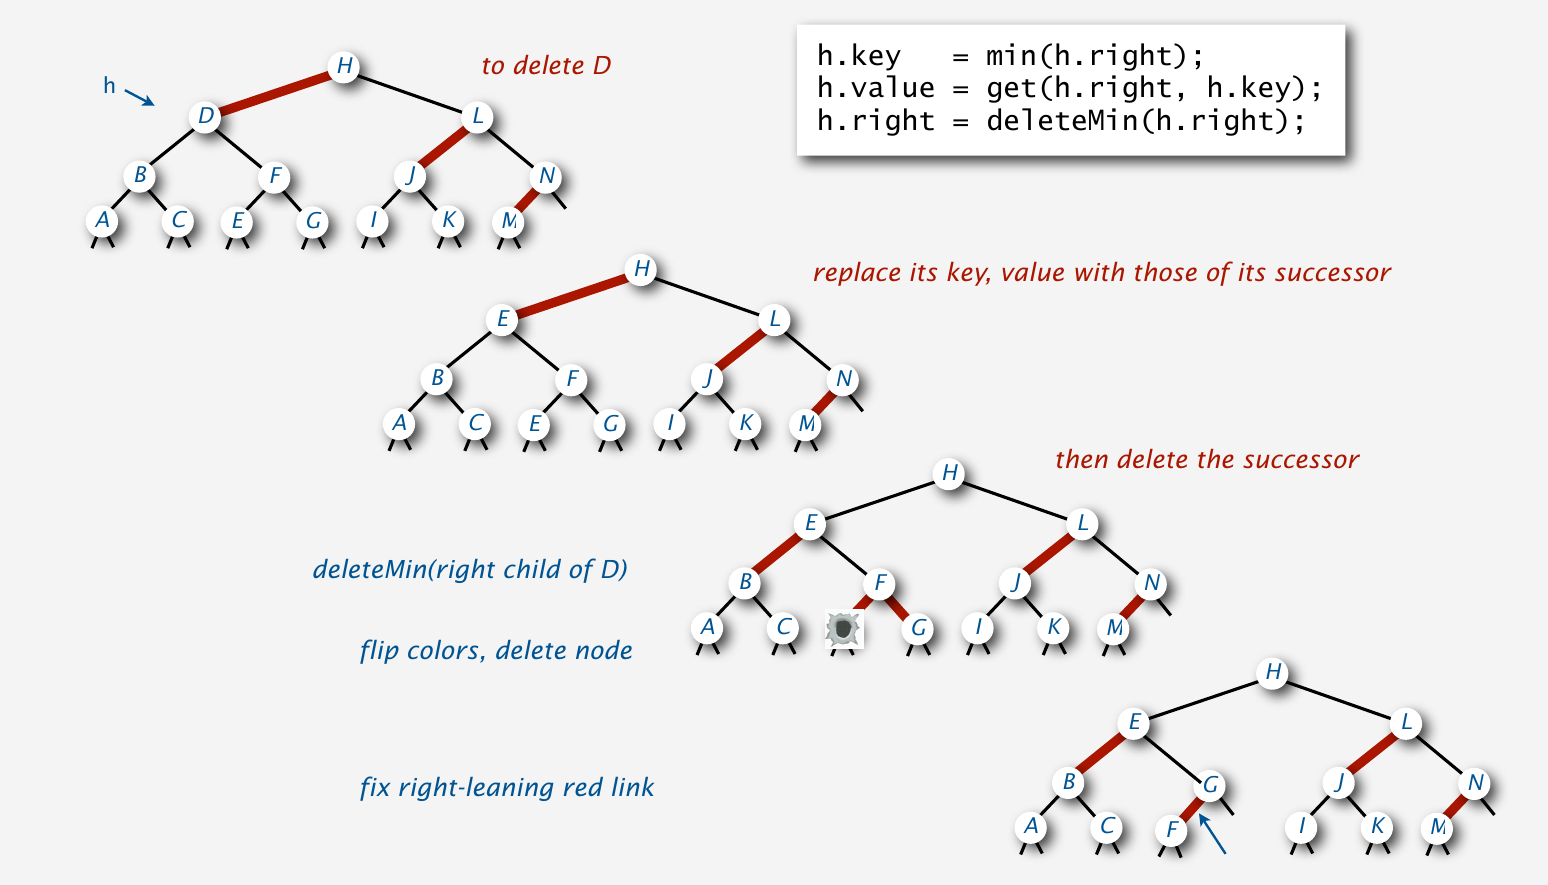 h.key   = min(h.right);
h.value = get(h.right, h.key);
h.right = deleteMin(h.right);
to delete D
h
H
D L
B F J N
A C E G I K M
replace its key, value with those of its successor
H
E L
B F J N
A C E G I K M
then delete the successor
deleteMin(right child of D)
flip colors, delete node
H
E L
B F J N
A C G I K M
fix right-leaning red link
H
E L
B G J N
A C F I K M